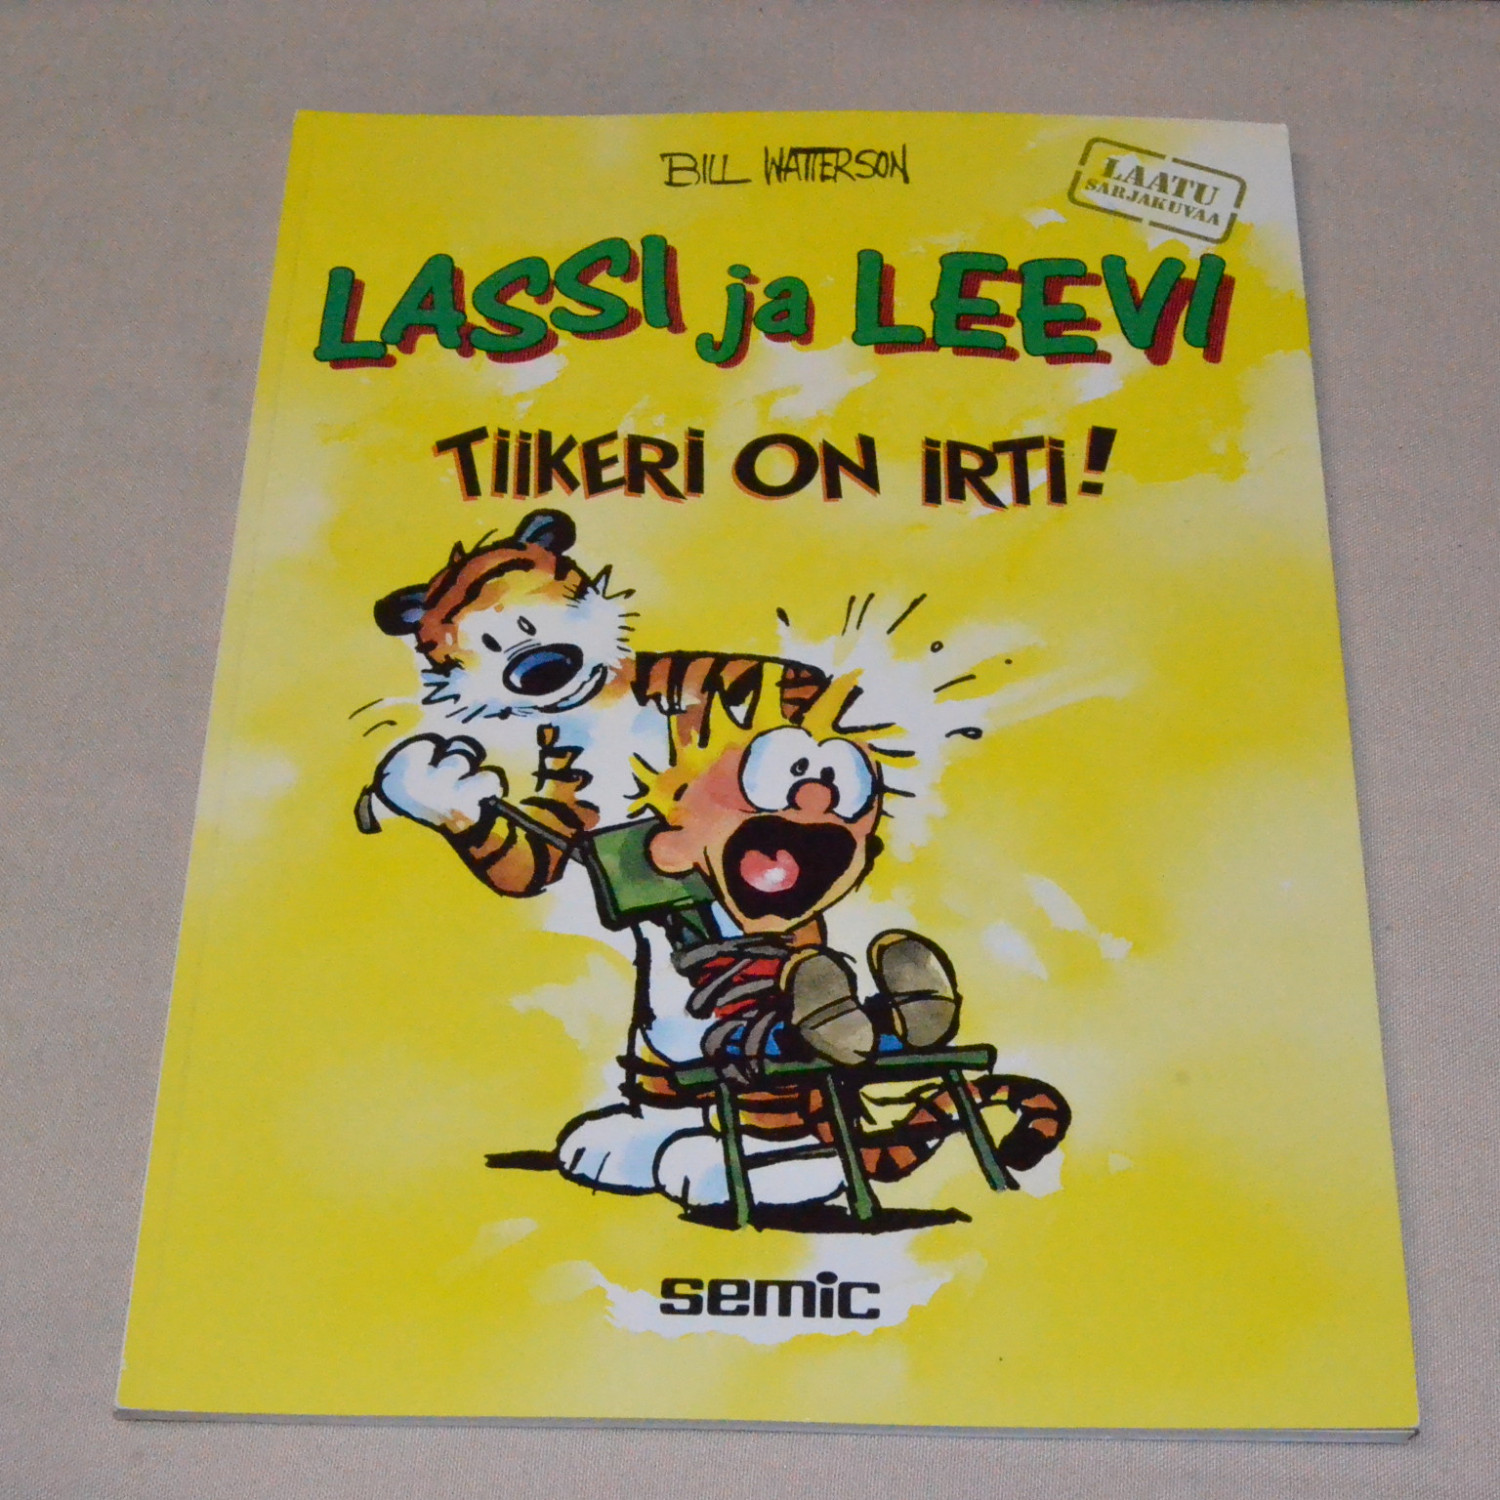 BILL WATTERSON
LAATU
SARJAKUVAA
LASSI ja LEEVI
TIIKERI ON IRTI!
semic